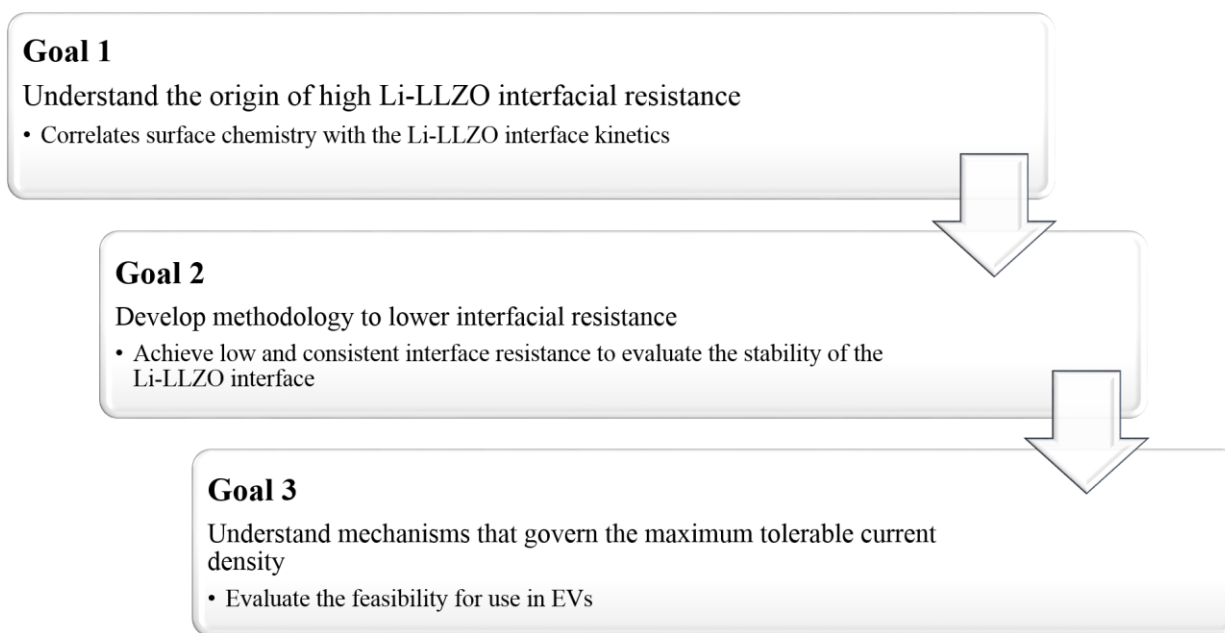 Goal 1
Understand the origin of high Li-LLZO interfacial resistance
• Correlates surface chemistry with the Li-LLZO interface kinetics
Goal 2
Develop methodology to lower interfacial resistance
• Achieve low and consistent interface resistance to evaluate the stability of the
Li-LLZO interface
Goal 3
Understand mechanisms that govern the maximum tolerable current
density
• Evaluate the feasibility for use in EVs